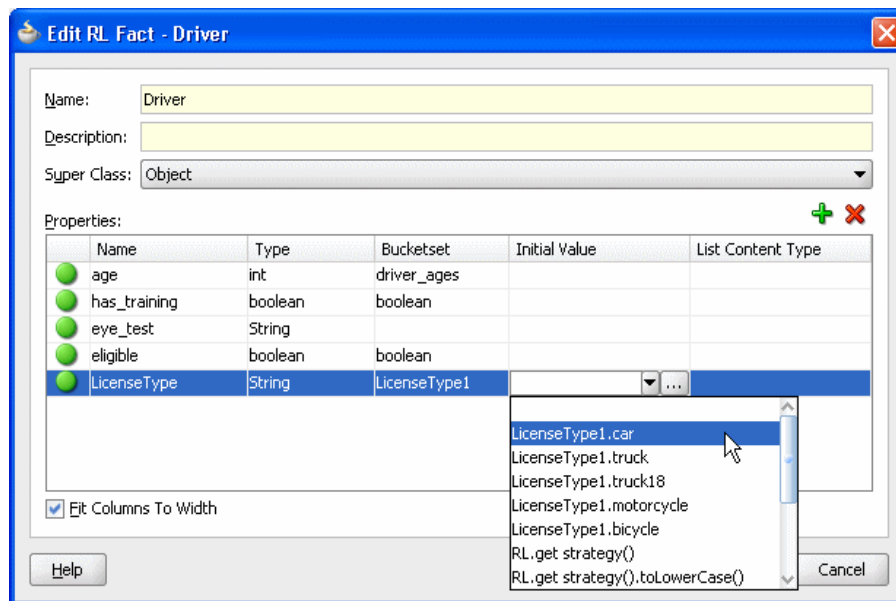 Edit RL Fact - Driver
Name: Driver
Description:
Super Class: Object
Properties:
Name Type Bucketset Initial Value List Content Type
age int driver_ages
has_training boolean boolean
eye_test String
eligible boolean boolean
LicenseType String LicenseType1 ...
LicenseType1.car
LicenseType1.truck
LicenseType1.truck18
LicenseType1.motorcycle
LicenseType1.bicycle
RL.get strategy()
RL.get strategy().toLowerCase()
Fit Columns To Width
Help Cancel